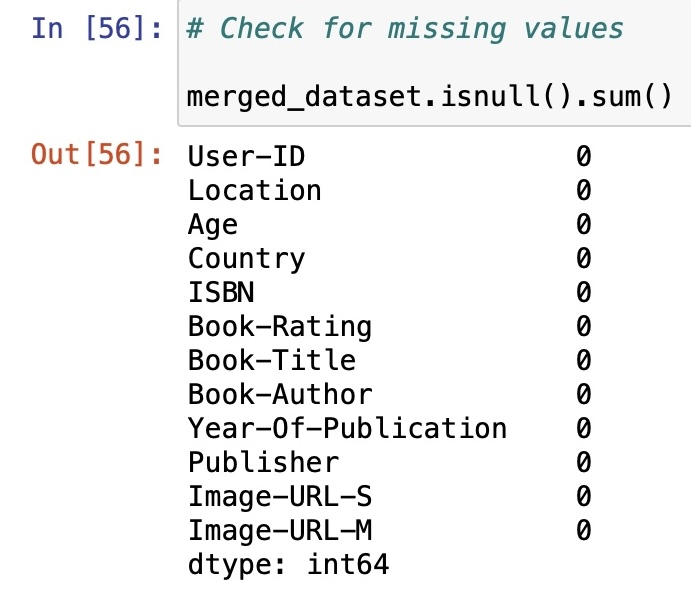 In [56]: # Check for missing values
merged_dataset.isnull().sum()
Out[56]: User-ID 0
Location 0
Age 0
Country 0
ISBN 0
Book-Rating 0
Book-Title 0
Book-Author 0
Year-Of-Publication 0
Publisher 0
Image-URL-S 0
Image-URL-M 0
dtype: int64